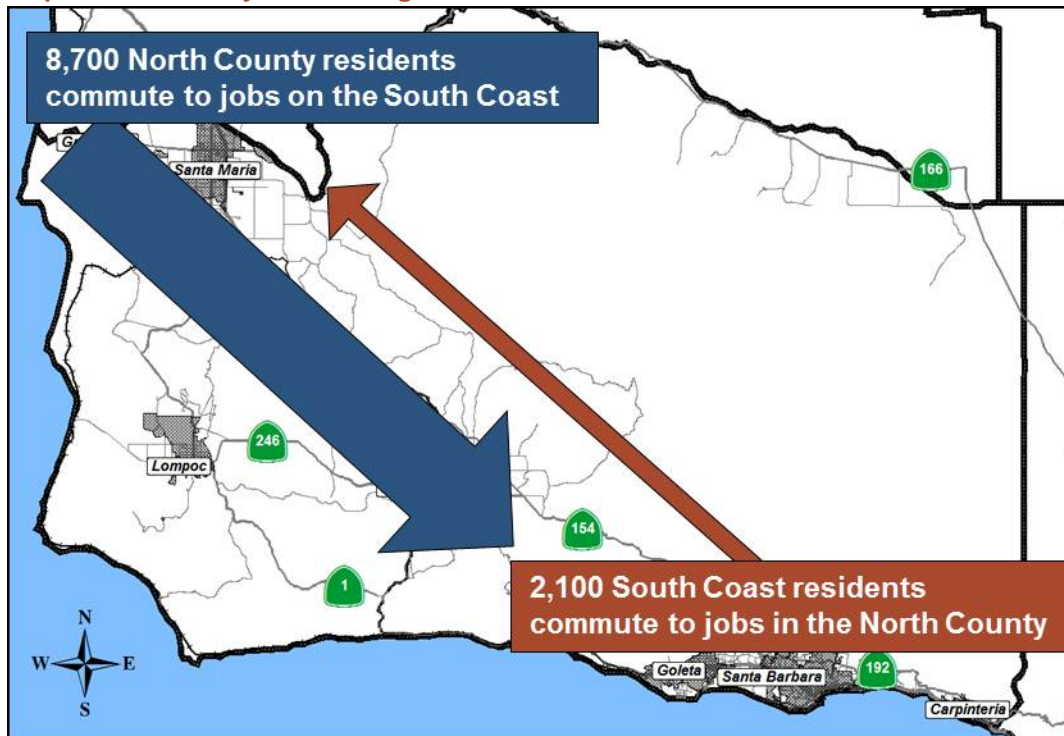 8,700 North County residents
commute to jobs on the South Coast
Santa Maria
166
246
Lompoc
154
1
2,100 South Coast residents
commute to jobs in the North County
N
W
E
S
Goleta
Santa Barbara
192
Carpinteria